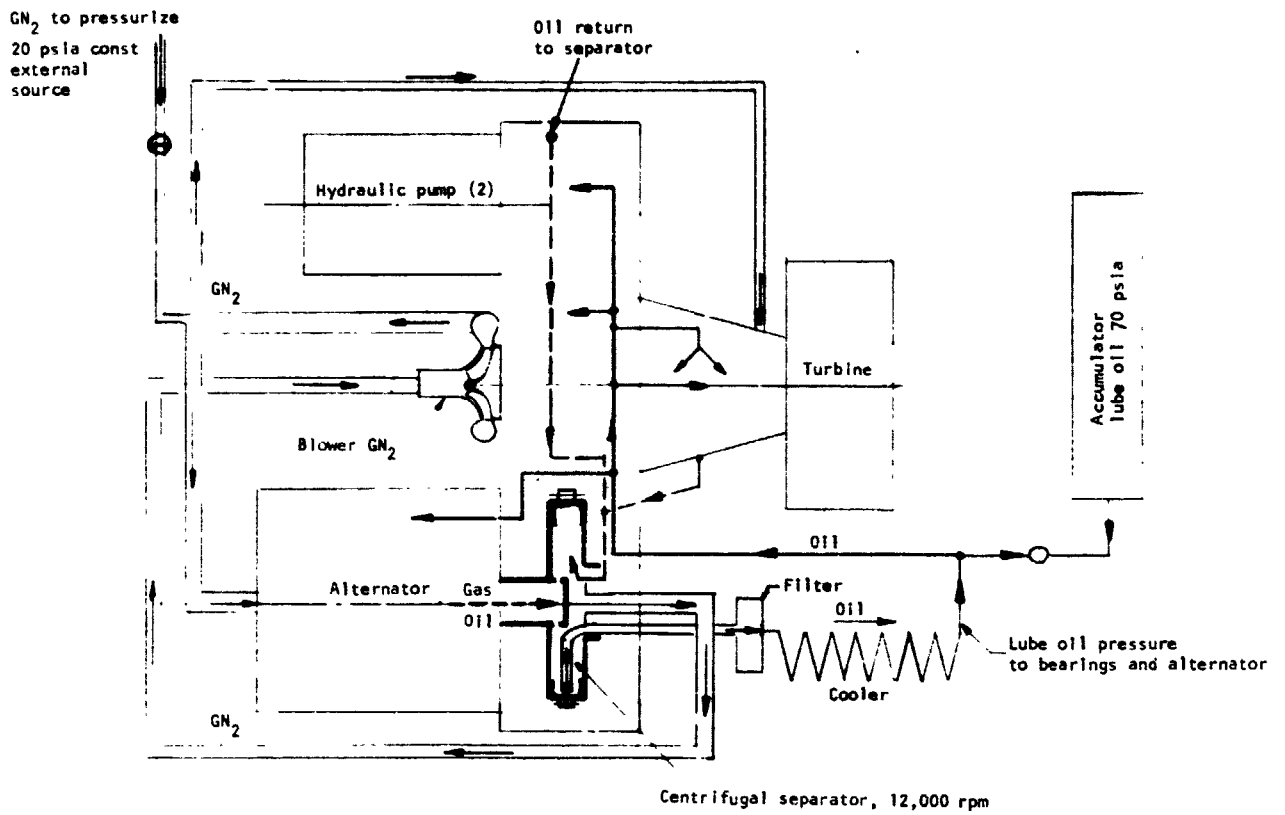 GN2 to pressurize
20 psia const
external
source
Oil return
to separator
Hydraulic pump (2)
GN2
Turbine
Accumulator
lube oil 70 psia
Blower GN2
Oil
Alternator
Gas
Oil
Filter
Oil
Lube oil pressure
to bearings and alternator
Cooler
GN2
Centrifugal separator, 12,000 rpm